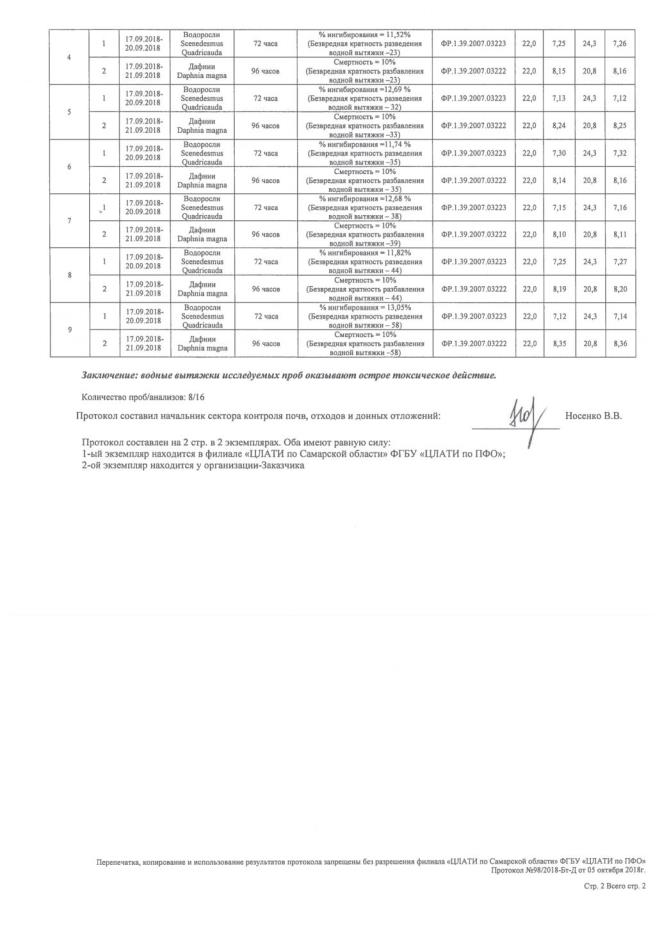 4 1 17.09.2018-20.09.2018 Водоросли Scenedesmus Quadricauda 72 часа % ингибирования = 11,52% (Безвредная кратность разведения водной вытяжки –23) ФР.1.39.2007.03223 22,0 7,25 24,3 7,26
2 17.09.2018-21.09.2018 Дафнии Daphnia magna 96 часов Смертность = 10% (Безвредная кратность разбавления водной вытяжки –23) ФР.1.39.2007.03222 22,0 8,15 20,8 8,16
5 1 17.09.2018-20.09.2018 Водоросли Scenedesmus Quadricauda 72 часа % ингибирования =12,69 % (Безвредная кратность разведения водной вытяжки – 32) ФР.1.39.2007.03223 22,0 7,13 24,3 7,12
2 17.09.2018-21.09.2018 Дафнии Daphnia magna 96 часов Смертность = 10% (Безвредная кратность разбавления водной вытяжки –33) ФР.1.39.2007.03222 22,0 8,24 20,8 8,25
6 1 17.09.2018-20.09.2018 Водоросли Scenedesmus Quadricauda 72 часа % ингибирования =11,74 % (Безвредная кратность разведения водной вытяжки –35) ФР.1.39.2007.03223 22,0 7,30 24,3 7,32
2 17.09.2018-21.09.2018 Дафнии Daphnia magna 96 часов Смертность = 10% (Безвредная кратность разбавления водной вытяжки – 35) ФР.1.39.2007.03222 22,0 8,14 20,8 8,16
7 1 17.09.2018-20.09.2018 Водоросли Scenedesmus Quadricauda 72 часа % ингибирования =12,68 % (Безвредная кратность разведения водной вытяжки – 38) ФР.1.39.2007.03223 22,0 7,15 24,3 7,16
2 17.09.2018-21.09.2018 Дафнии Daphnia magna 96 часов Смертность = 10% (Безвредная кратность разбавления водной вытяжки –39) ФР.1.39.2007.03222 22,0 8,10 20,8 8,11
8 1 17.09.2018-20.09.2018 Водоросли Scenedesmus Quadricauda 72 часа % ингибирования = 11,82% (Безвредная кратность разведения водной вытяжки – 44) ФР.1.39.2007.03223 22,0 7,25 24,3 7,27
2 17.09.2018-21.09.2018 Дафнии Daphnia magna 96 часов Смертность = 10% (Безвредная кратность разбавления водной вытяжки – 44) ФР.1.39.2007.03222 22,0 8,19 20,8 8,20
9 1 17.09.2018-20.09.2018 Водоросли Scenedesmus Quadricauda 72 часа % ингибирования = 13,05% (Безвредная кратность разведения водной вытяжки – 58) ФР.1.39.2007.03223 22,0 7,12 24,3 7,14
2 17.09.2018-21.09.2018 Дафнии Daphnia magna 96 часов Смертность = 10% (Безвредная кратность разбавления водной вытяжки –58) ФР.1.39.2007.03222 22,0 8,35 20,8 8,36
Заключение: водные вытяжки исследуемых проб оказывают острое токсическое действие.
Количество проб/анализов: 8/16
Протокол составил начальник сектора контроля почв, отходов и донных отложений: Носенко В.В.
Протокол составлен на 2 стр. в 2 экземплярах. Оба имеют равную силу:
1-ый экземпляр находится в филиале «ЦЛАТИ по Самарской области» ФГБУ «ЦЛАТИ по ПФО»;
2-ой экземпляр находится у организации-Заказчика
Перепечатка, копирование и использование результатов протокола запрещены без разрешения филиала «ЦЛАТИ по Самарской области» ФГБУ «ЦЛАТИ по ПФО»
Протокол №98/2018-Бт-Д от 05 октября 2018г.
Стр. 2 Всего стр. 2